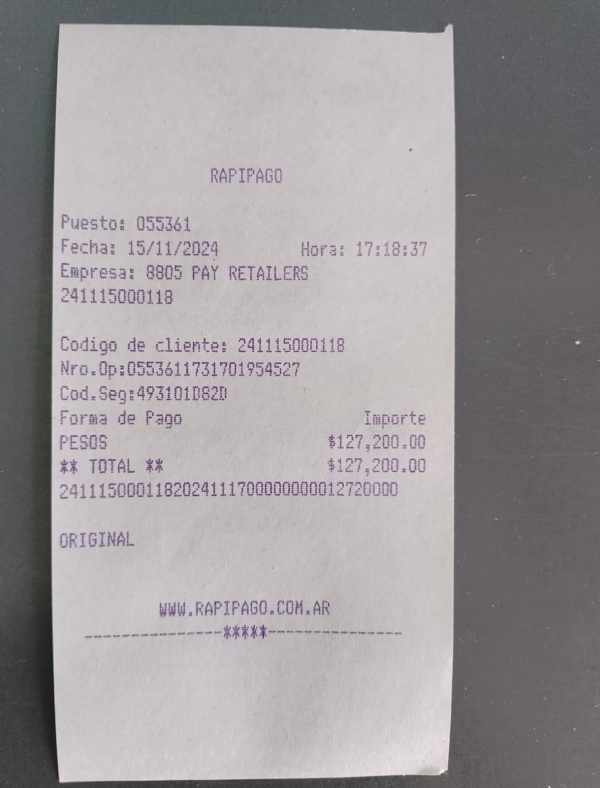 RAPIPAGO
Puesto: 055361
Fecha: 15/11/2024 Hora: 17:18:37
Empresa: 8805 PAY RETAILERS
241115000118
Codigo de cliente: 241115000118
Nro.Op:0553611731701954527
Cod.Seg:493101D82D
Forma de Pago Importe
PESOS $127,200.00
** TOTAL ** $127,200.00
2411150001182024111700000000012720000
ORIGINAL
WWW.RAPIPAGO.COM.AR
---------------*****---------------